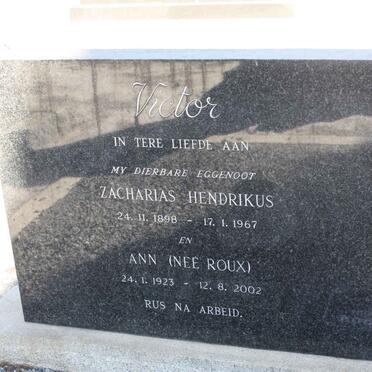 Victor
IN TERE LIEFDE AAN
MY DIERBARE EGGENOOT
ZACHARIAS HENDRIKUS
24.11.1898 - 17.1.1967
EN
ANN (NEÉ ROUX)
24.1.1923 - 12.8.2002
RUS NA ARBEID.